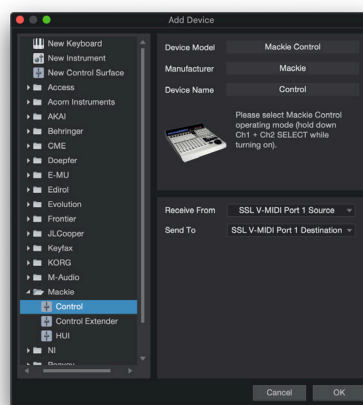 Add Device
New Keyboard
New Instrument
New Control Surface
Access
Acorn Instruments
AKAI
Behringer
CME
Doepfer
E-MU
Edirol
Evolution
Frontier
JLCooper
Keyfax
KORG
M-Audio
Mackie
Control
Control Extender
HUI
NI
Peavey
Device Model
Mackie Control
Manufacturer
Mackie
Device Name
Control
Please select Mackie Control
operating mode (hold down
Ch1 + Ch2 SELECT while
turning on).
Receive From
SSL V-MIDI Port 1 Source
Send To
SSL V-MIDI Port 1 Destination
Cancel
OK